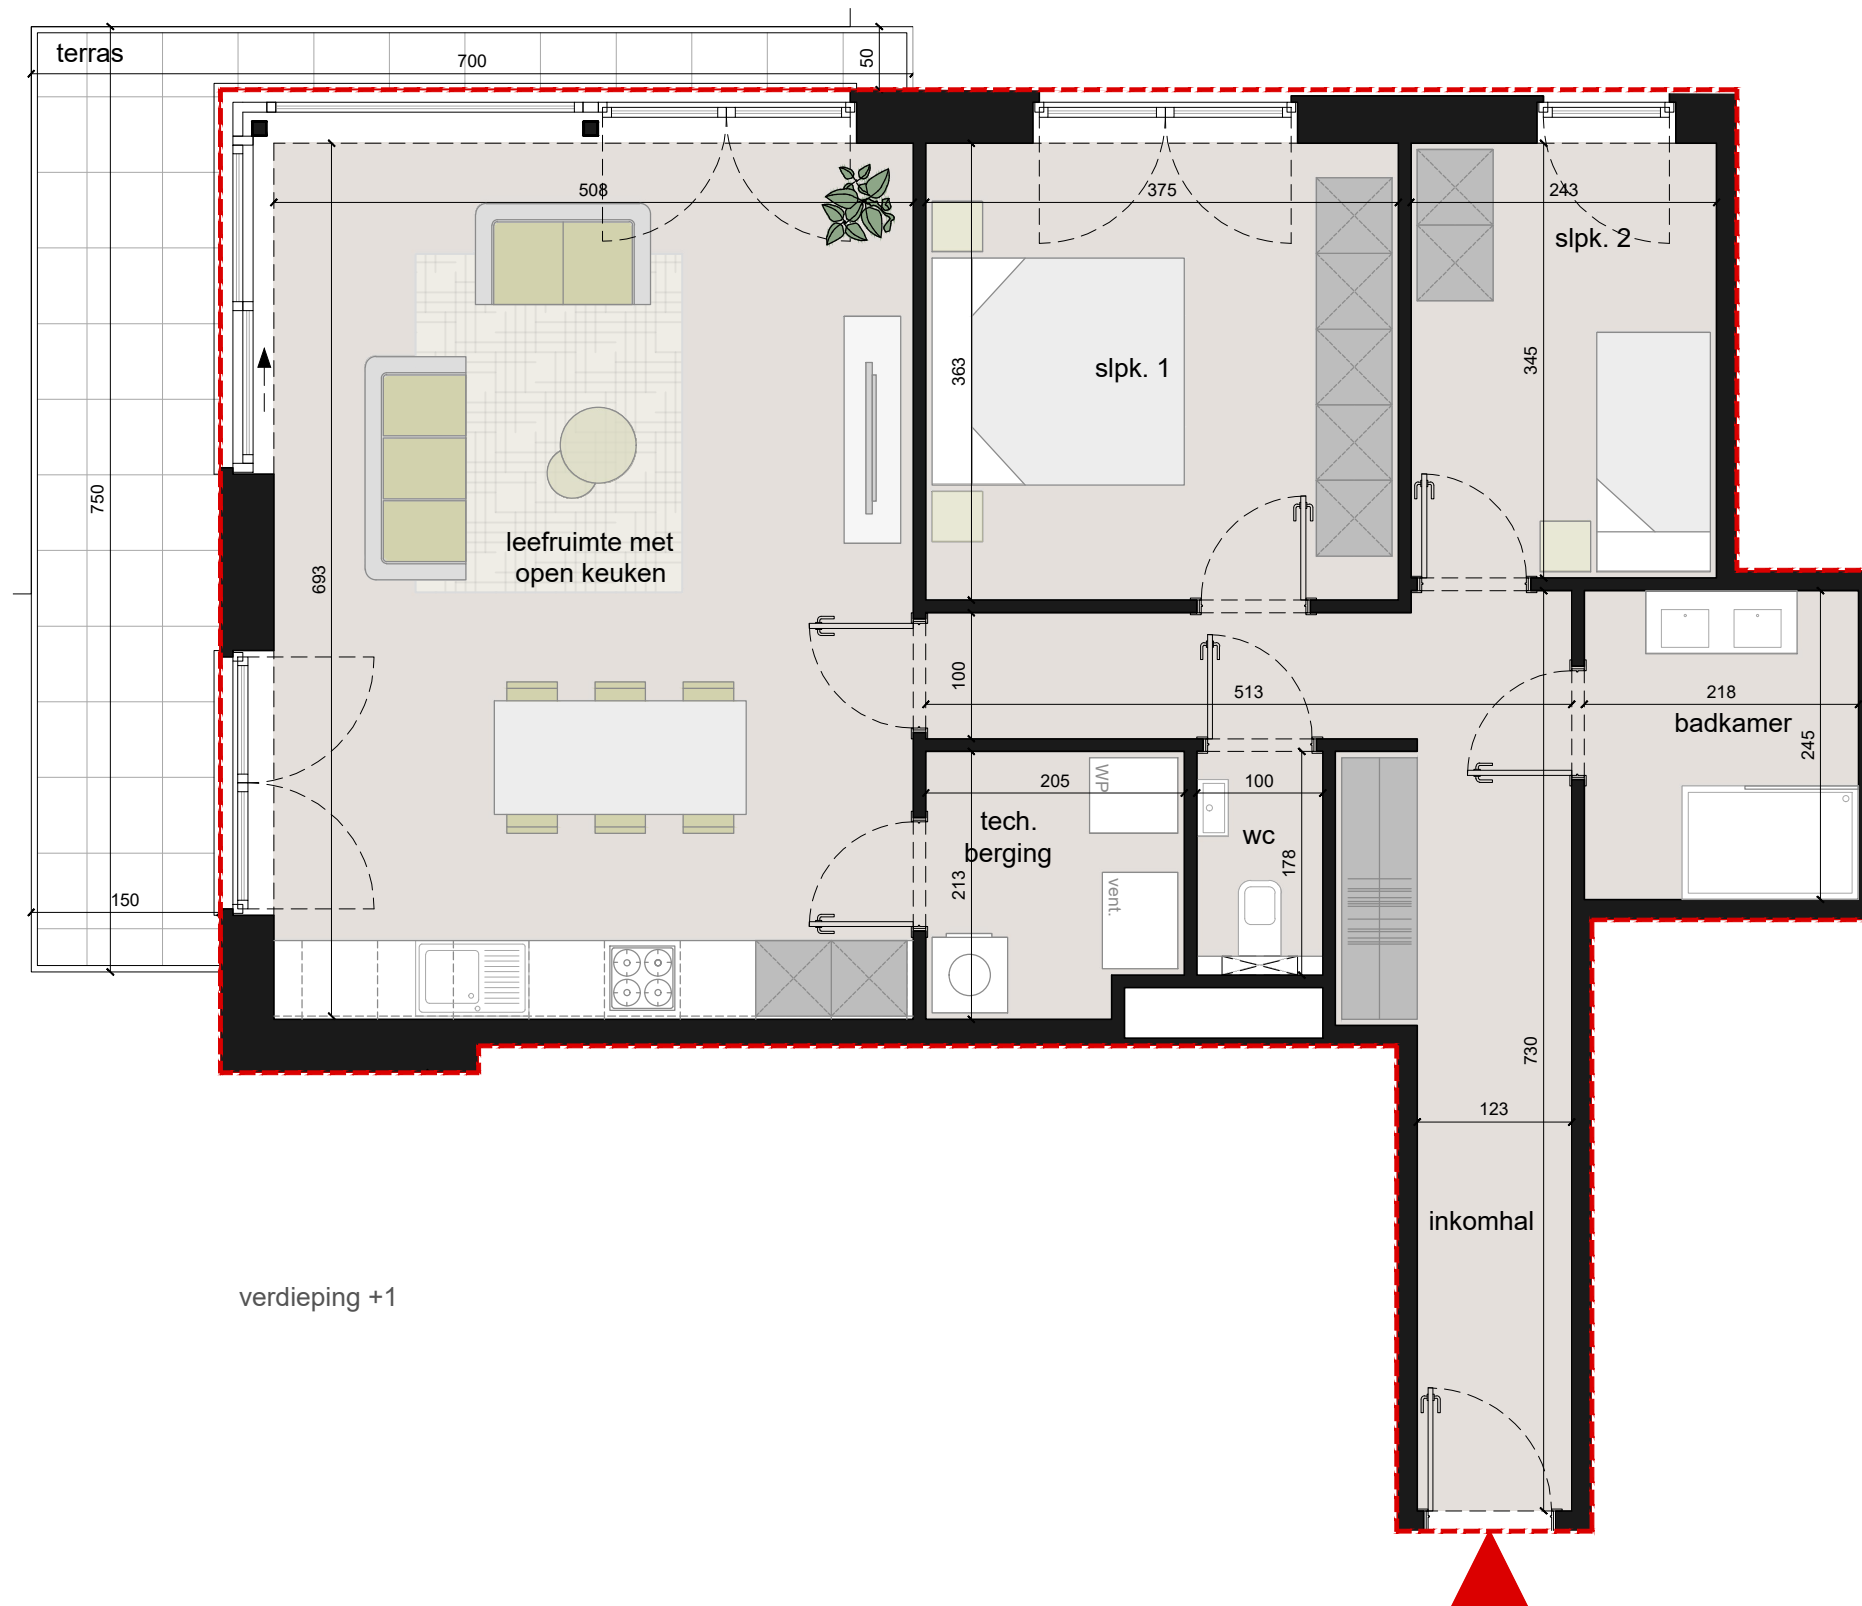 terras
700
50
508
375
243
slpk. 2
363
slpk. 1
345
750
leefruimte met
open keuken
693
100
513
218
badkamer
245
205
WP
100
tech.
berging
wc
178
213
vent.
150
730
123
inkomhal
verdieping +1